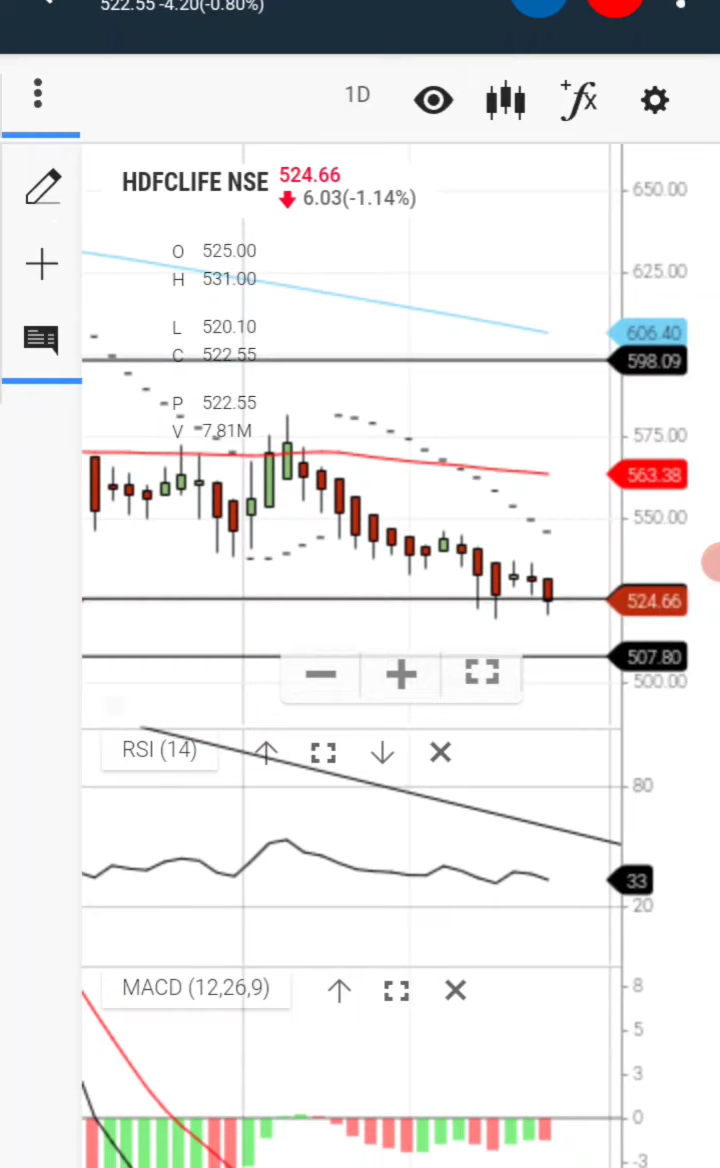 522.55 -4.20(-0.80%)
1D
+fx
HDFCLIFE NSE 524.66
6.03(-1.14%)
O 525.00
H 531.00
L 520.10
C 522.55
P 522.55
V 7.81M
650.00
625.00
606.40
598.09
575.00
563.38
550.00
524.66
507.80
500.00
RSI (14)
80
33
20
MACD (12,26,9)
8
5
3
0
-3